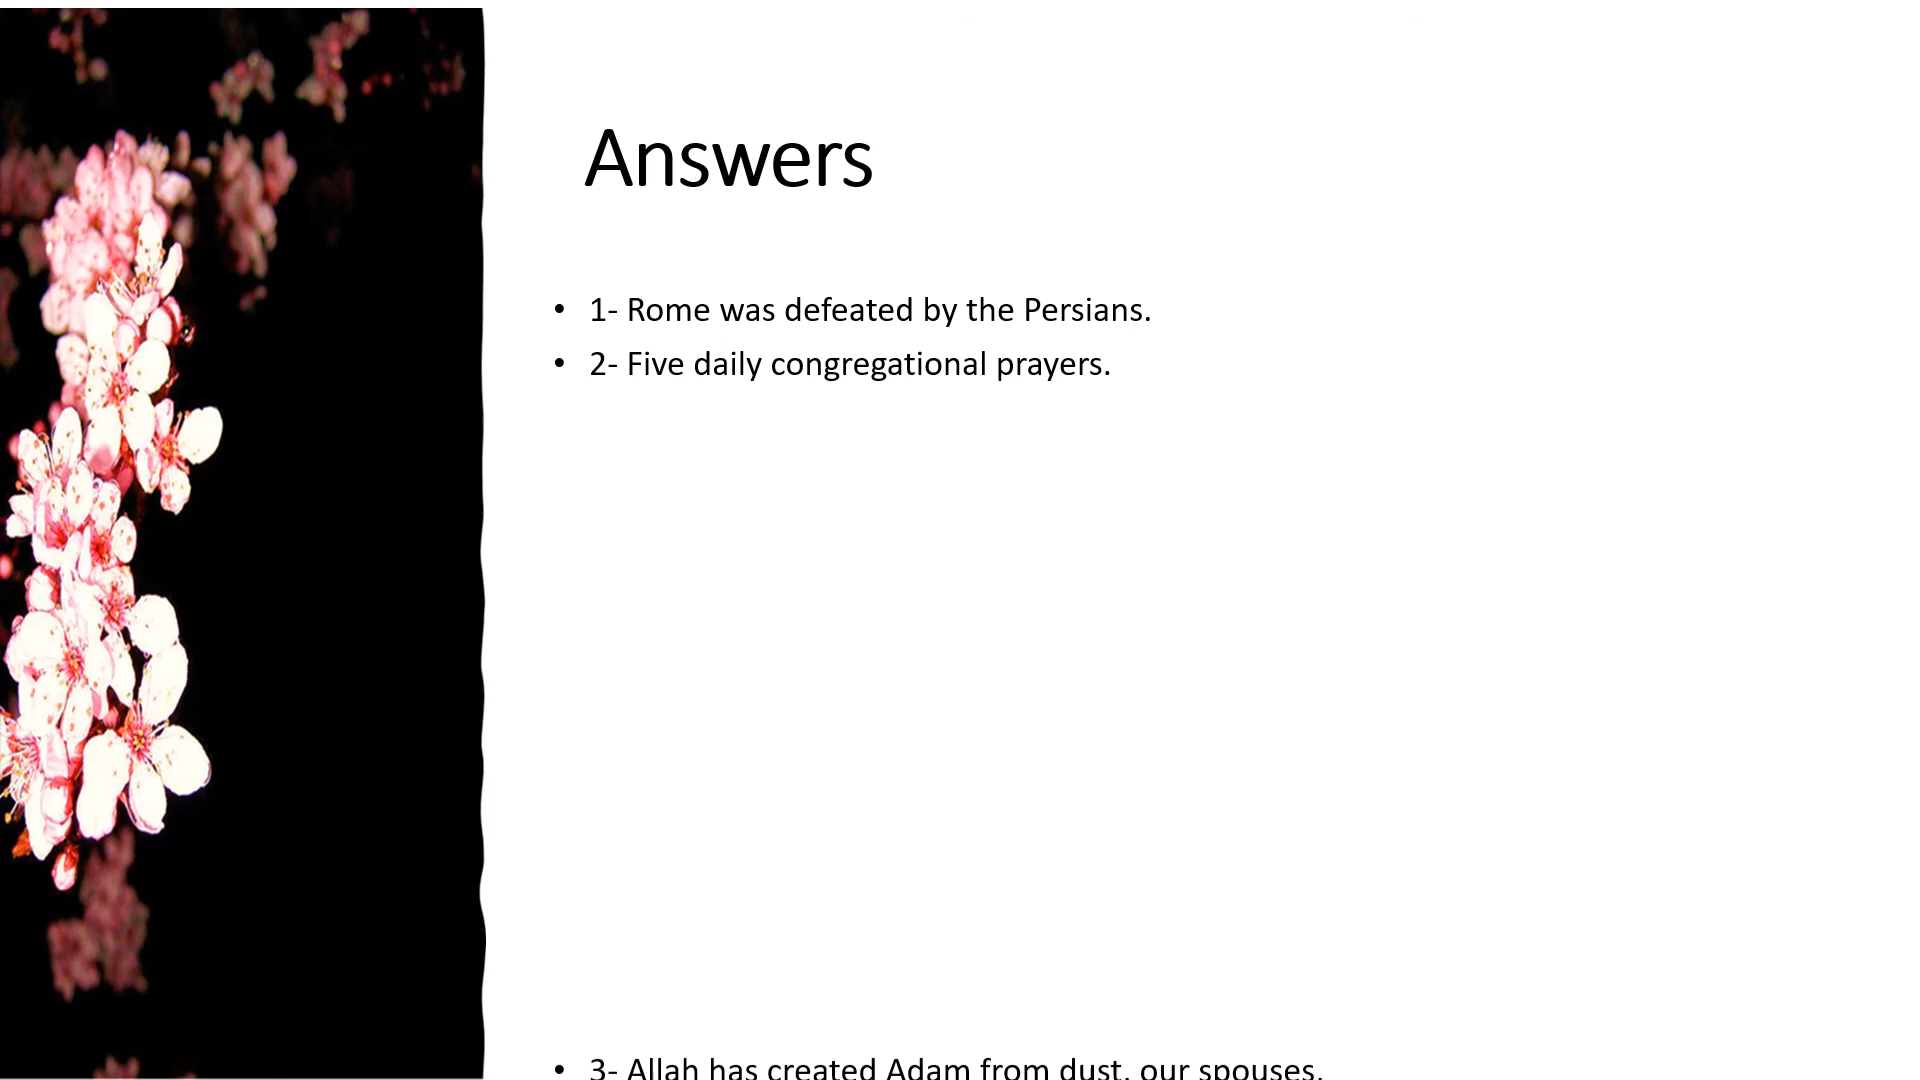 Answers
• 1- Rome was defeated by the Persians.
• 2- Five daily congregational prayers.
• 3- Allah has created Adam from dust, our spouses,